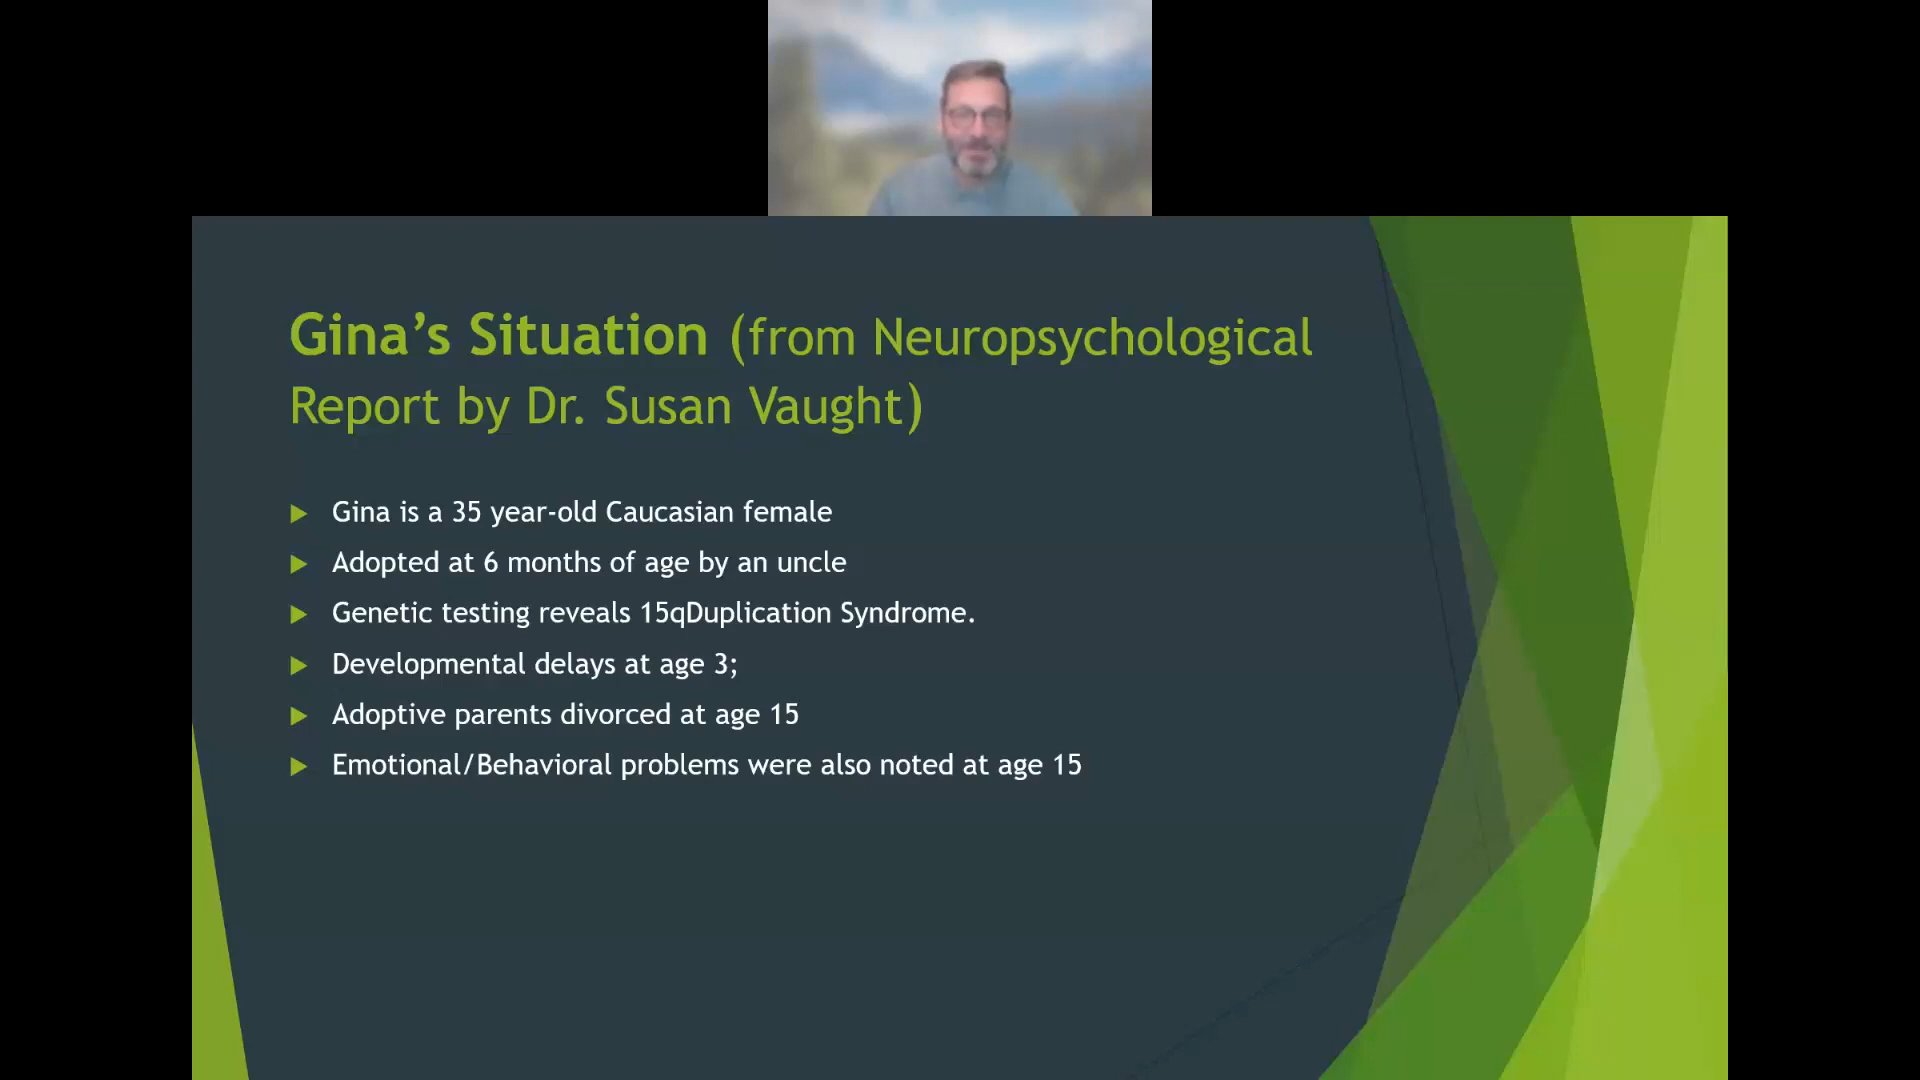 Gina’s Situation (from Neuropsychological
Report by Dr. Susan Vaught)
Gina is a 35 year-old Caucasian female
Adopted at 6 months of age by an uncle
Genetic testing reveals 15qDuplication Syndrome.
Developmental delays at age 3;
Adoptive parents divorced at age 15
Emotional/Behavioral problems were also noted at age 15